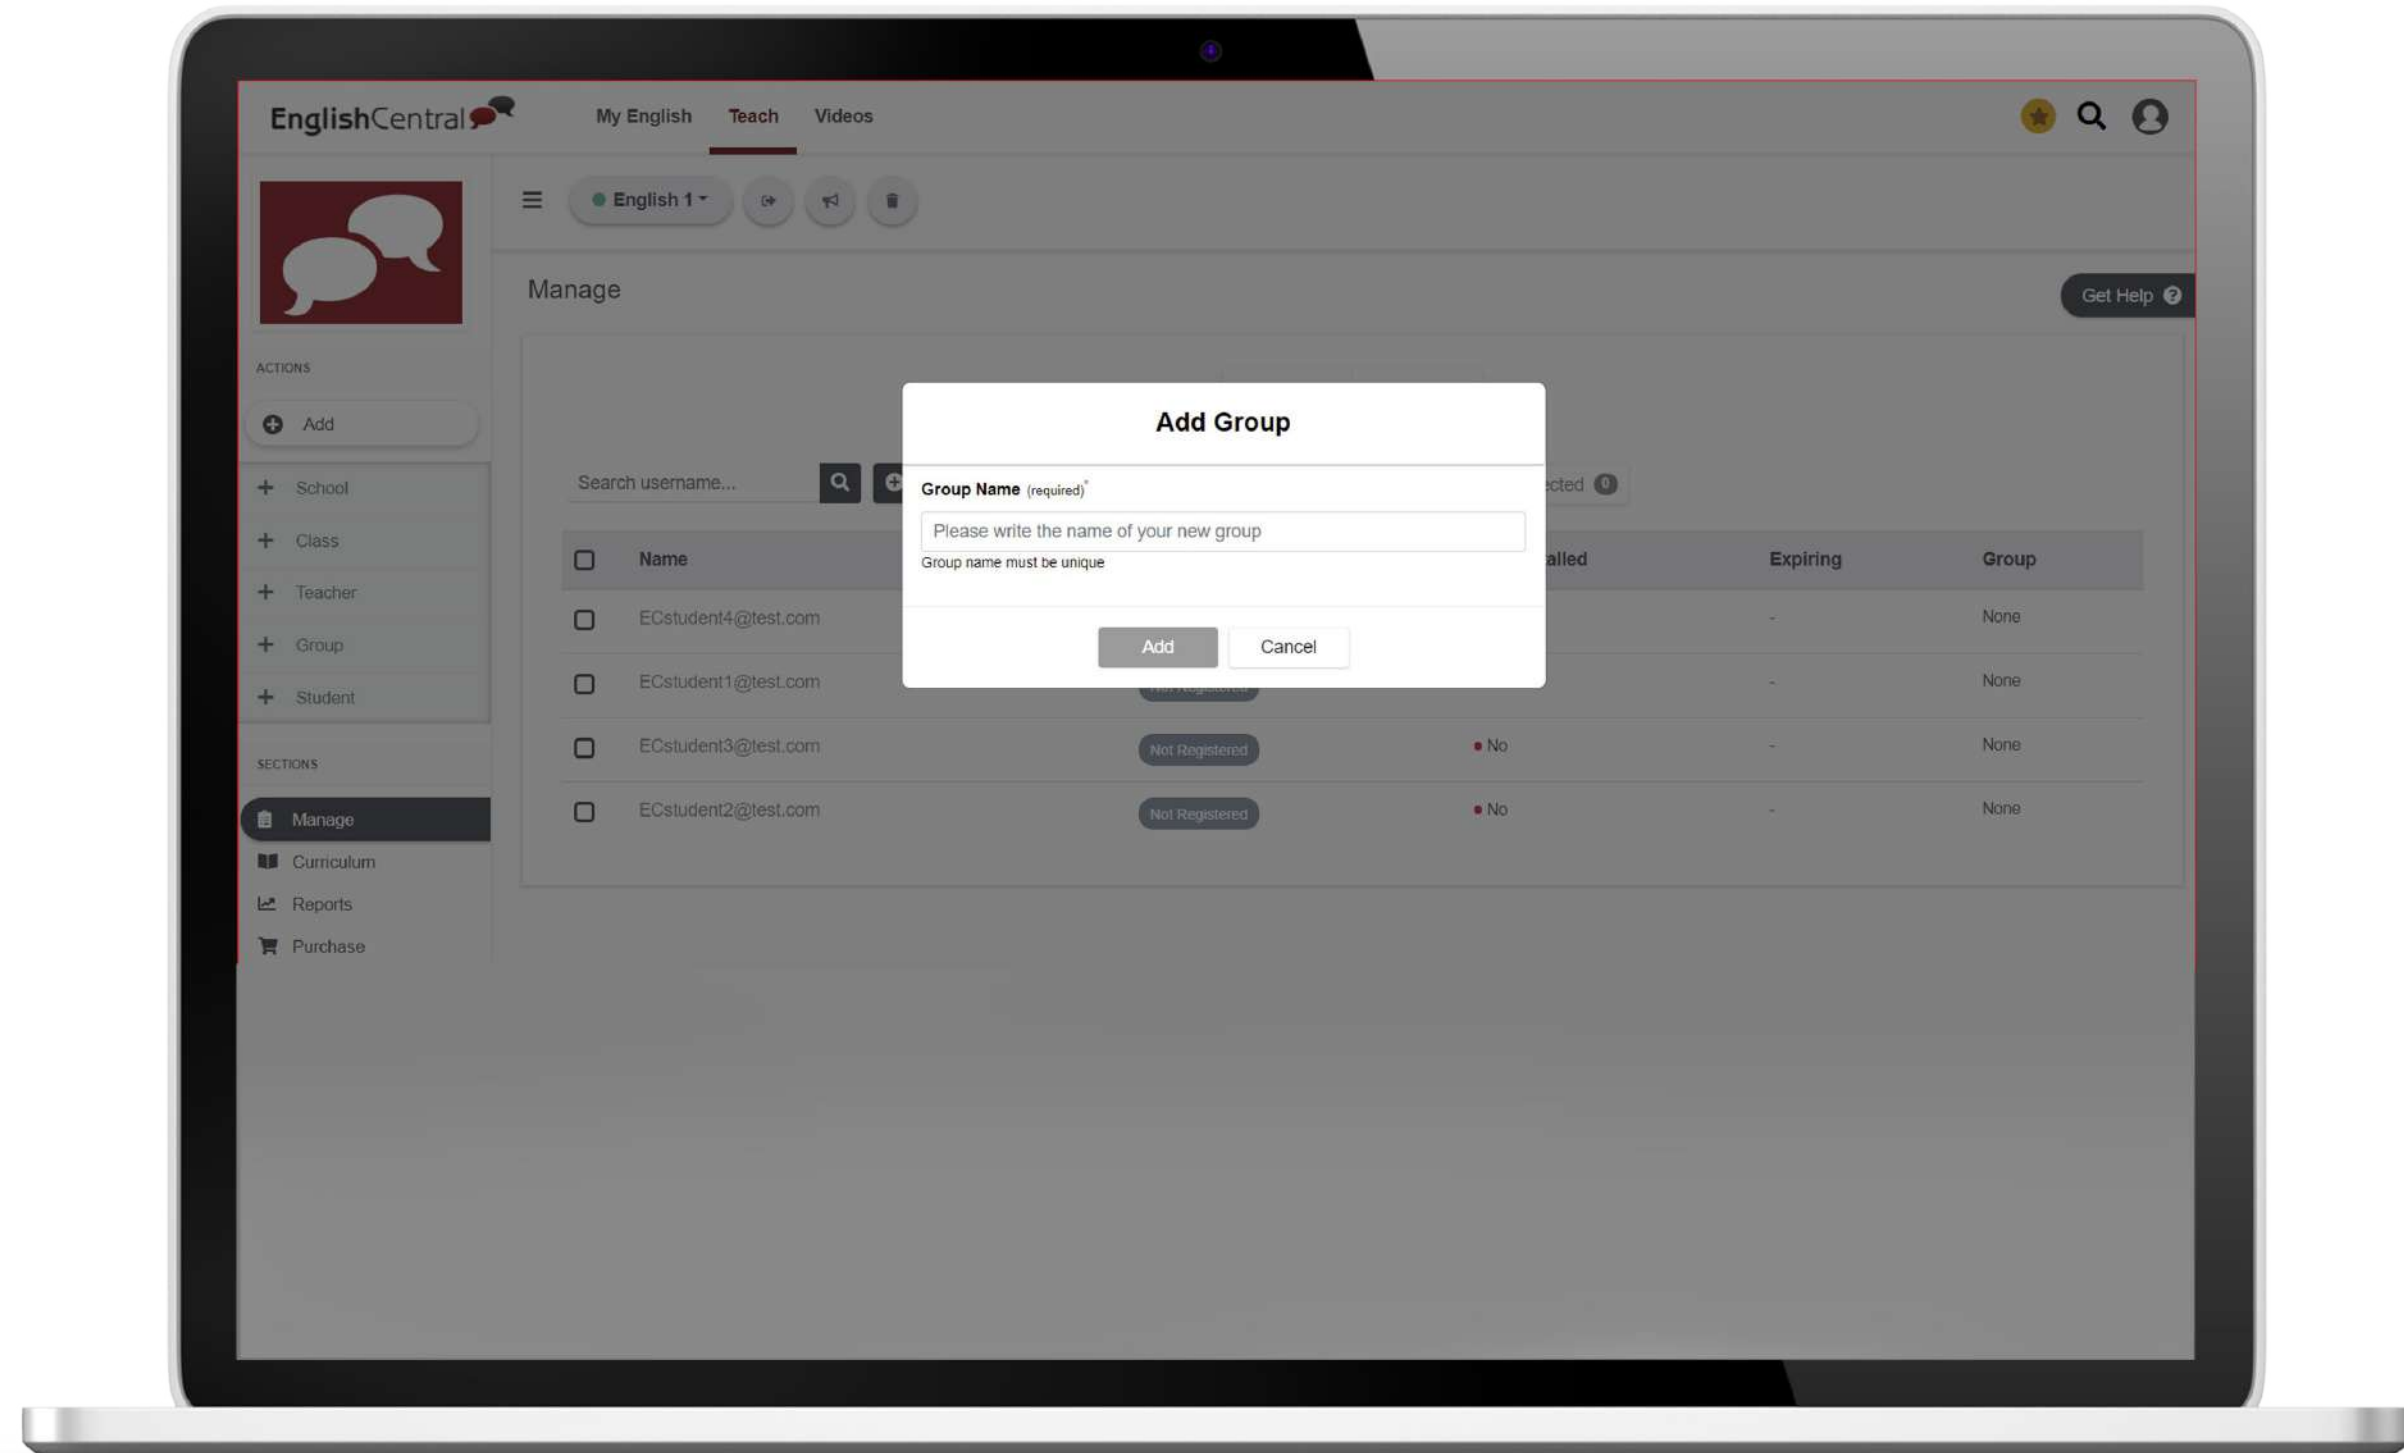 EnglishCentral
My English Teach Videos
English 1
Manage
Get Help
ACTIONS
Add
School
Class
Teacher
Group
Student
SECTIONS
Manage
Curriculum
Reports
Purchase
Search username...
0
Name Expiring Group
ECstudent4@test.com - None
ECstudent1@test.com Not Registered - None
ECstudent3@test.com Not Registered No - None
ECstudent2@test.com Not Registered No - None
Add Group
Group Name (required)*
Please write the name of your new group
Group name must be unique
Add Cancel